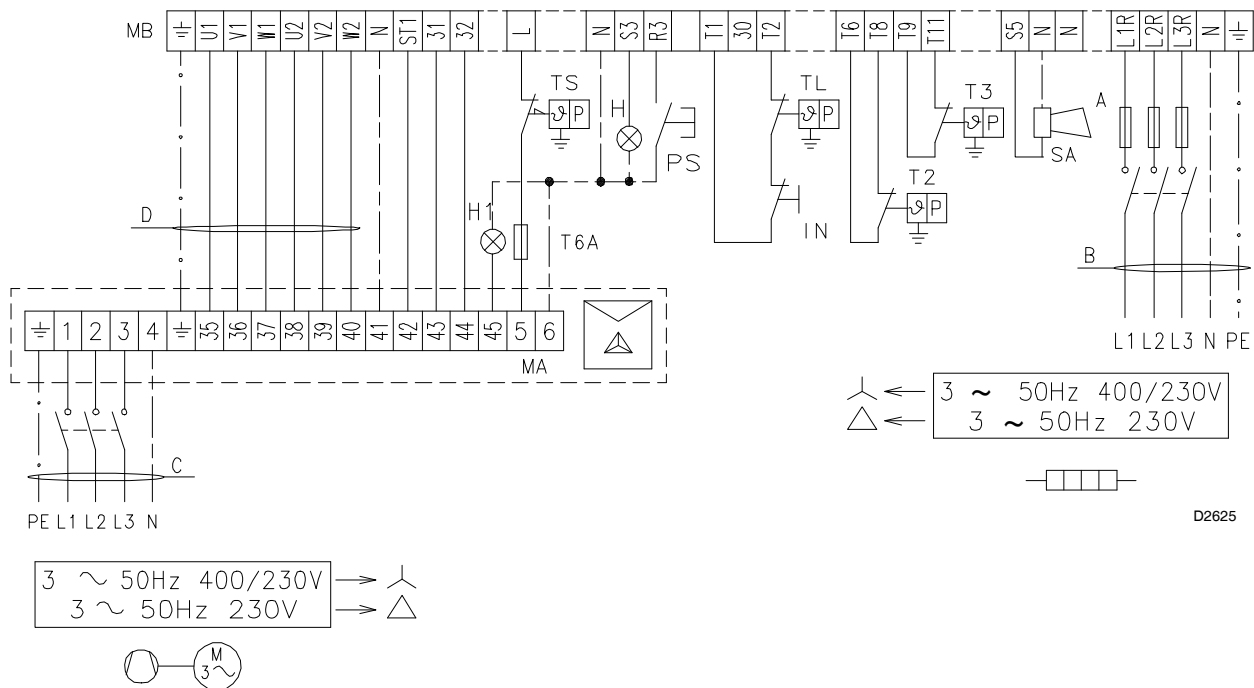 MB U1 V1 W1 U2 V2 W2 N ST1 31 32 L N S3 R3 T1 30 T2 T6 T8 T9 T11 S5 N N L1R L2R L3R N
TS ϑ P
H
PS
TL ϑ P
T3 ϑ P
A
SA
T2 ϑ P
IN
D
H1
T6A
B
1 2 3 4 35 36 37 38 39 40 41 42 43 44 45 5 6
MA
L1 L2 L3 N PE
3 ~ 50Hz 400/230V
3 ~ 50Hz 230V
C
PE L1 L2 L3 N
D2625
3 ~ 50Hz 400/230V
3 ~ 50Hz 230V
M
3~